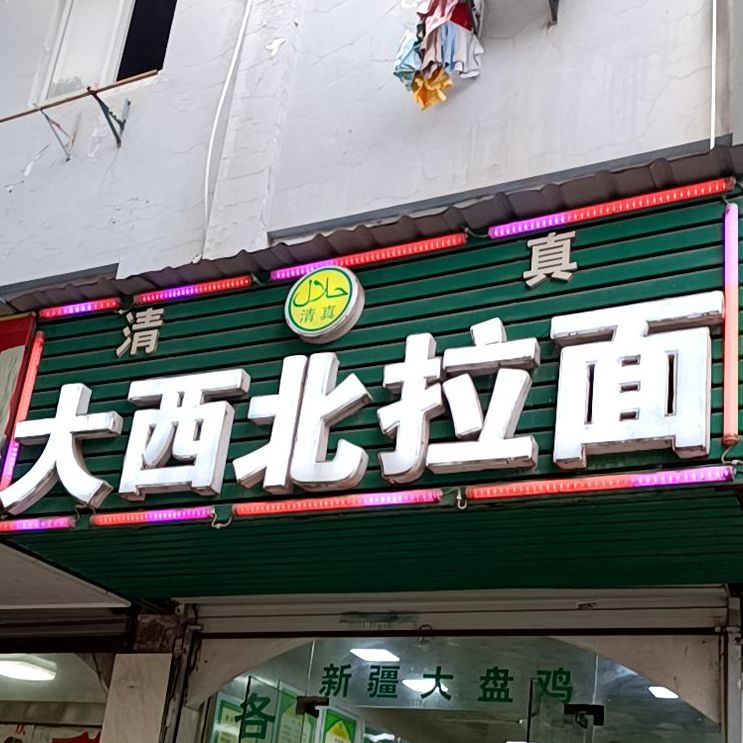 清 真
حلال
清真
大西北拉面
新疆大盘鸡
各